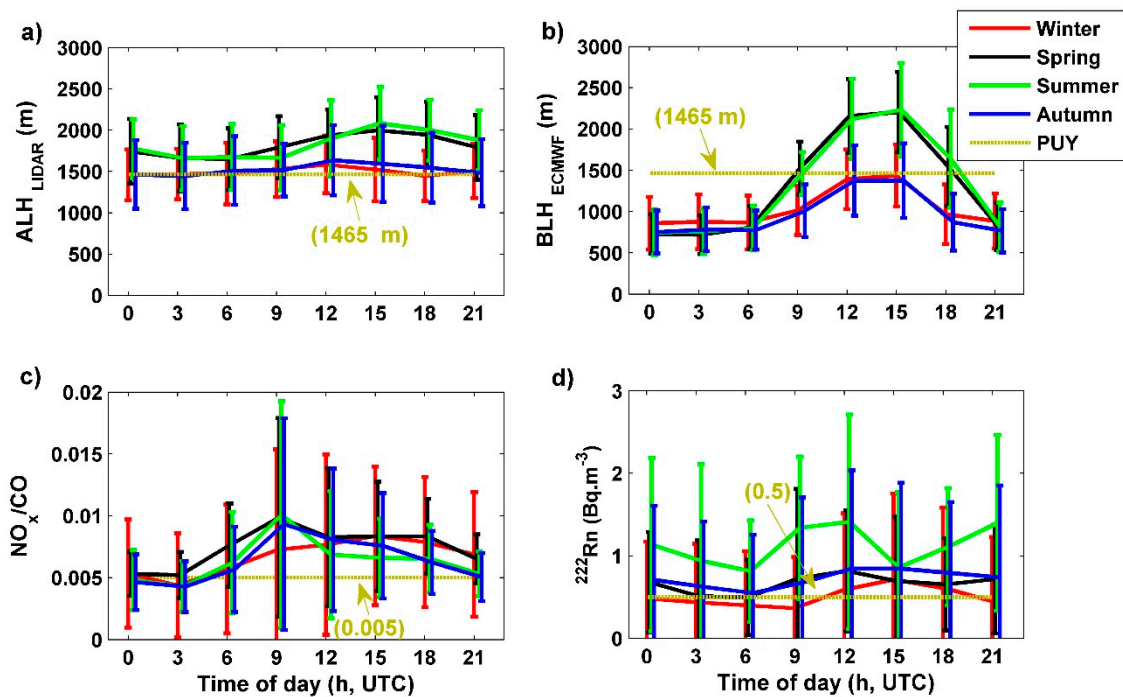 a)
ALH LIDAR (m)
3000
2500
2000
1500
1000
500
0
(1465 m)
0 3 6 9 12 15 18 21
b)
BLH ECMWF (m)
3000
2500
2000
1500
1000
500
0
(1465 m)
0 3 6 9 12 15 18 21
Winter
Spring
Summer
Autumn
PUY
c)
NOx/CO
0.02
0.015
0.01
0.005
0
(0.005)
0 3 6 9 12 15 18 21
Time of day (h, UTC)
d)
²²²Rn (Bq.m⁻³)
3
2
1
0
(0.5)
0 3 6 9 12 15 18 21
Time of day (h, UTC)